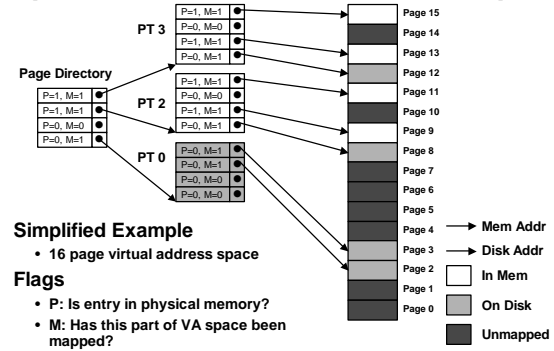 Page Directory
P=1, M=1
P=1, M=1
P=0, M=0
P=0, M=1
PT 3
P=1, M=1
P=0, M=0
P=1, M=1
P=0, M=1
PT 2
P=1, M=1
P=0, M=0
P=1, M=1
P=0, M=1
PT 0
P=0, M=1
P=0, M=1
P=0, M=0
P=0, M=0
Page 15
Page 14
Page 13
Page 12
Page 11
Page 10
Page 9
Page 8
Page 7
Page 6
Page 5
Page 4
Page 3
Page 2
Page 1
Page 0
Mem Addr
Disk Addr
In Mem
On Disk
Unmapped
Simplified Example
• 16 page virtual address space
Flags
• P: Is entry in physical memory?
• M: Has this part of VA space been
mapped?